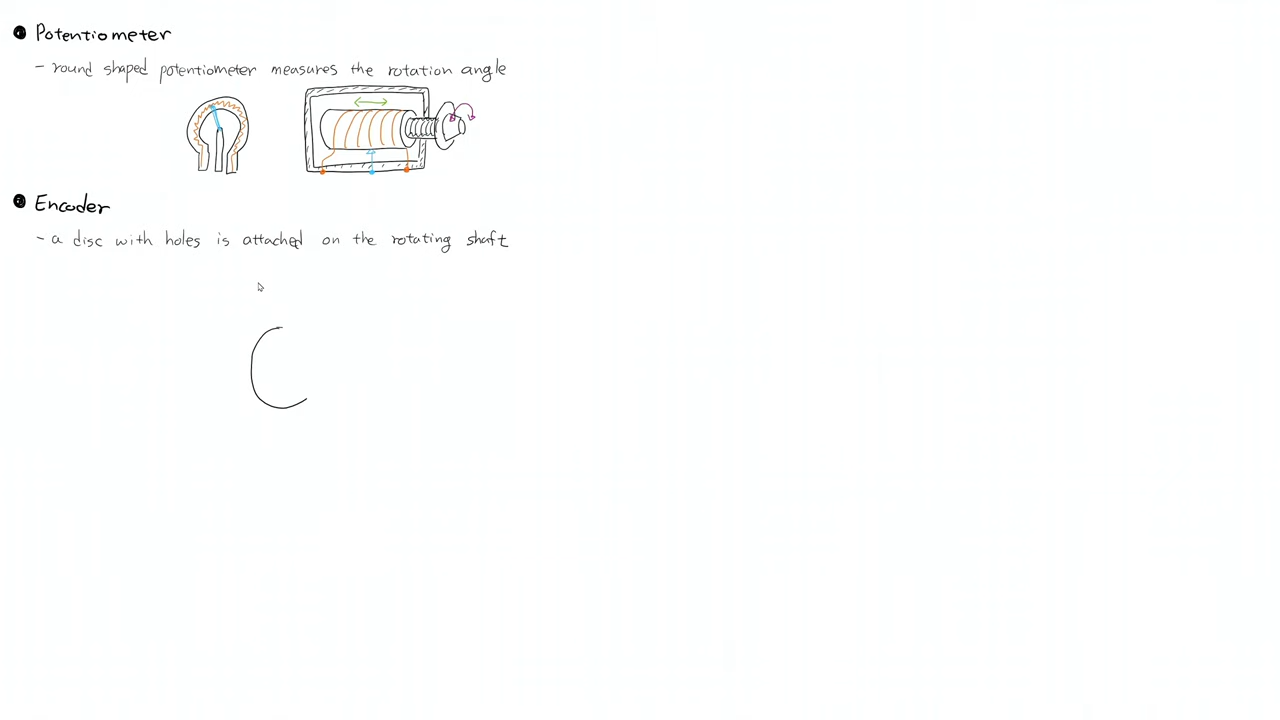 ● Potentiometer
- round shaped potentiometer measures the rotation angle
● Encoder
- a disc with holes is attached on the rotating shaft